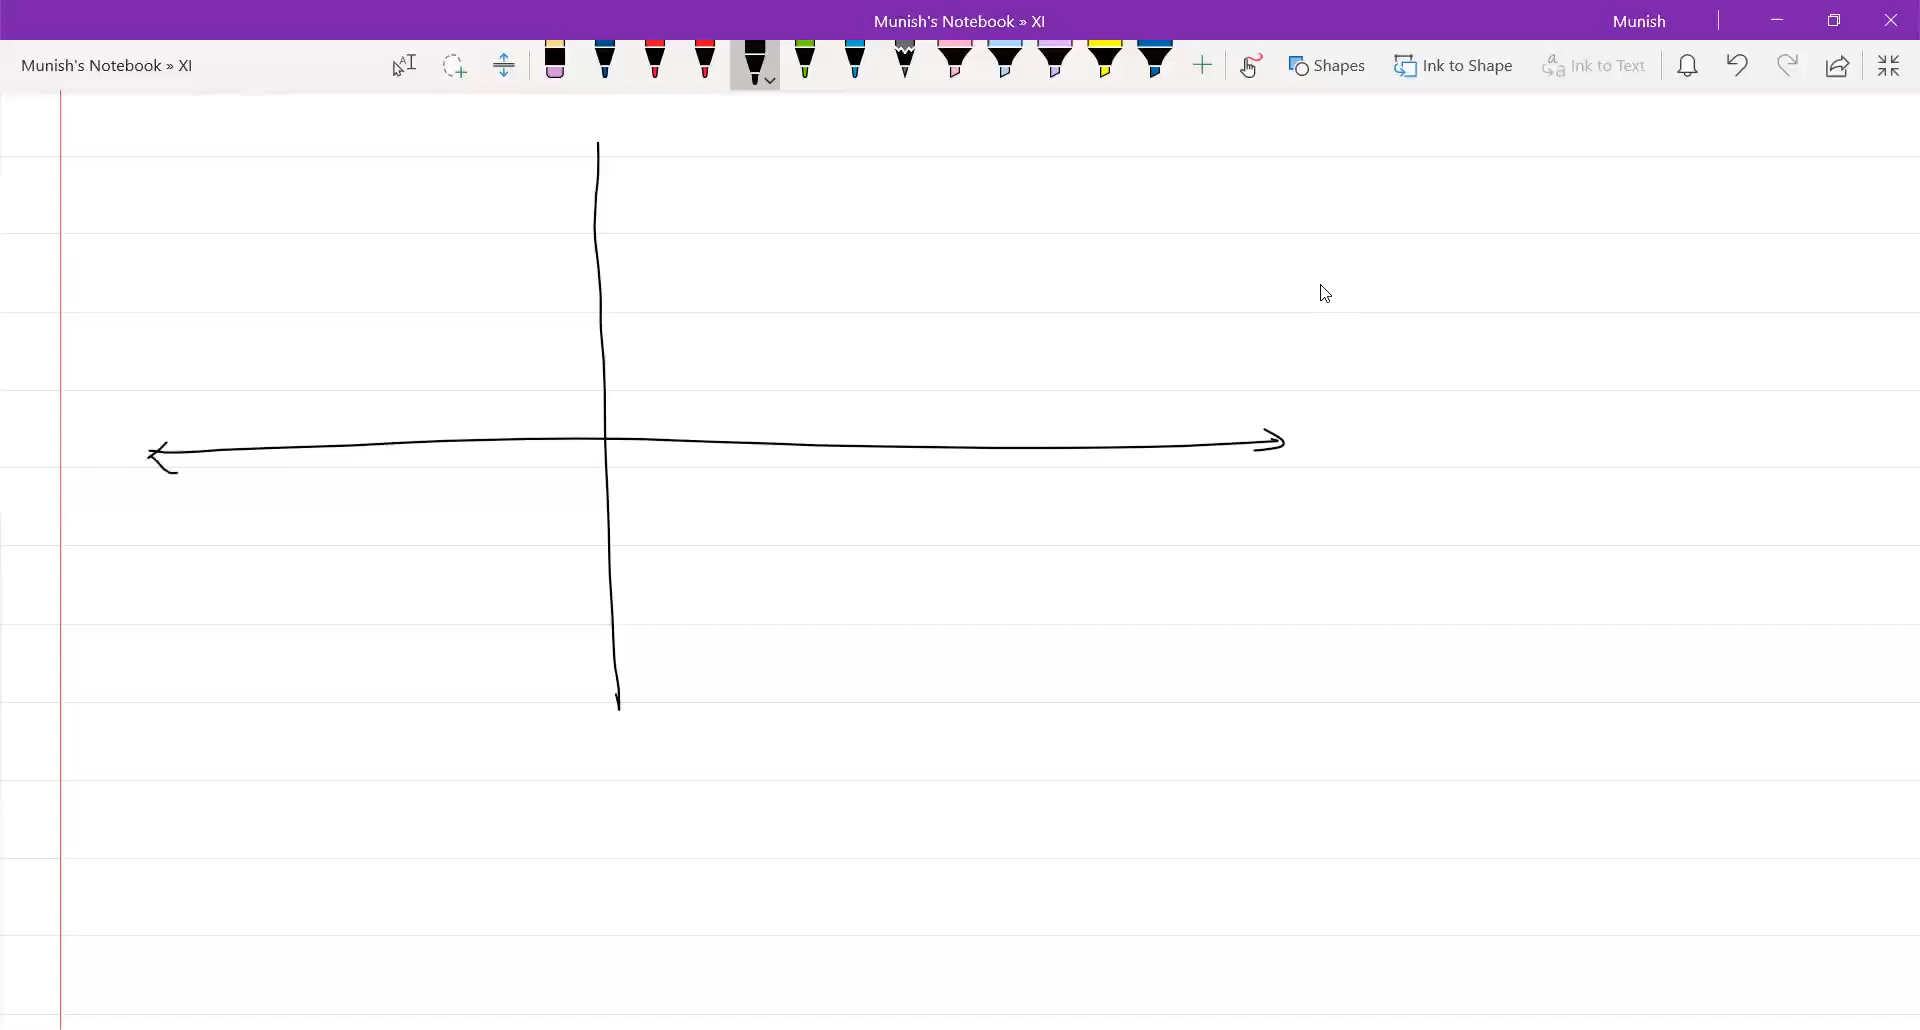 Munish's Notebook » XI
Munish
Munish's Notebook » XI
Shapes
Ink to Shape
Ink to Text